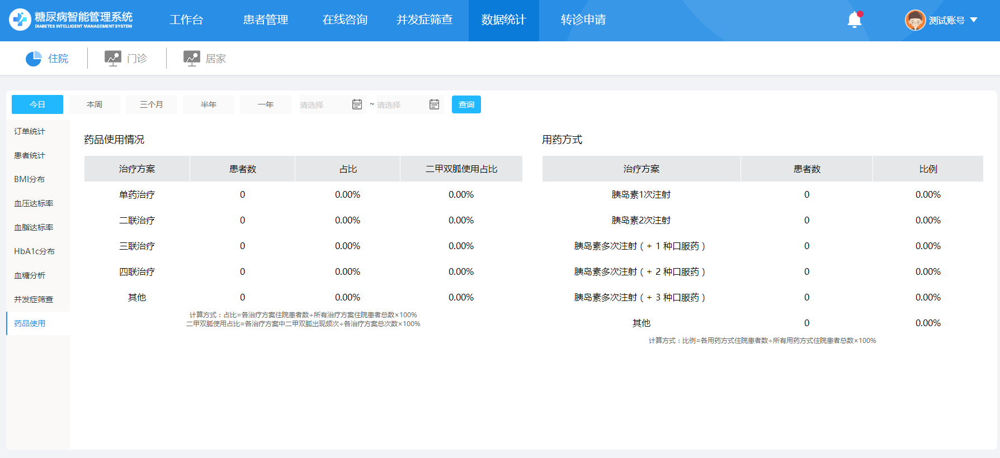 糖尿病智能管理系统
DIABETES INTELLIGENT MANAGEMENT SYSTEM
工作台 患者管理 在线咨询 并发症筛查 数据统计 转诊申请 测试账号
住院 门诊 居家
今日 本周 三个月 半年 一年 请选择 ~ 请选择 查询
订单统计
患者统计
BMI分布
血压达标率
血脂达标率
HbA1c分布
血糖分析
并发症筛查
药品使用
药品使用情况
治疗方案 患者数 占比 二甲双胍使用占比
单药治疗 0 0.00% 0.00%
二联治疗 0 0.00% 0.00%
三联治疗 0 0.00% 0.00%
四联治疗 0 0.00% 0.00%
其他 0 0.00% 0.00%
计算方式：占比=各治疗方案住院患者数÷所有治疗方案住院患者总数×100%
二甲双胍使用占比=各治疗方案中二甲双胍出现频次÷各治疗方案总次数×100%
用药方式
治疗方案 患者数 比例
胰岛素1次注射 0 0.00%
胰岛素2次注射 0 0.00%
胰岛素多次注射（+ 1 种口服药） 0 0.00%
胰岛素多次注射（+ 2 种口服药） 0 0.00%
胰岛素多次注射（+ 3 种口服药） 0 0.00%
其他 0 0.00%
计算方式：比例=各用药方式住院患者数÷所有用药方式住院患者总数×100%